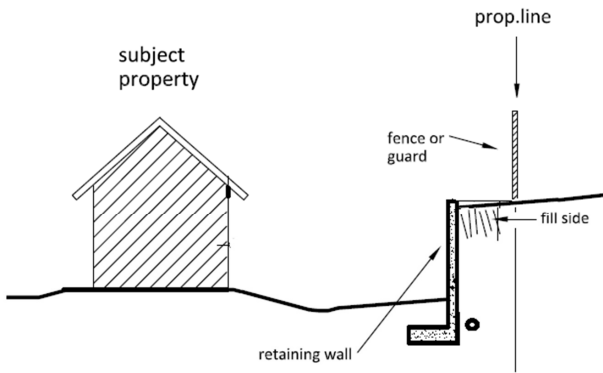 prop.line
subject
property
fence or
guard
fill side
retaining wall